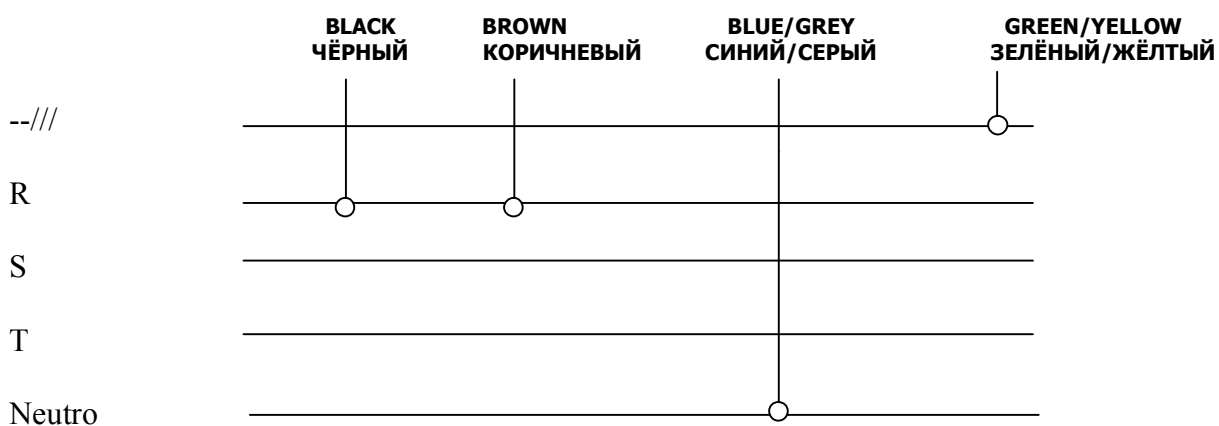 BLACK BROWN BLUE/GREY GREEN/YELLOW
ЧЁРНЫЙ КОРИЧНЕВЫЙ СИНИЙ/СЕРЫЙ ЗЕЛЁНЫЙ/ЖЁЛТЫЙ
--///
R
S
T
Neutro